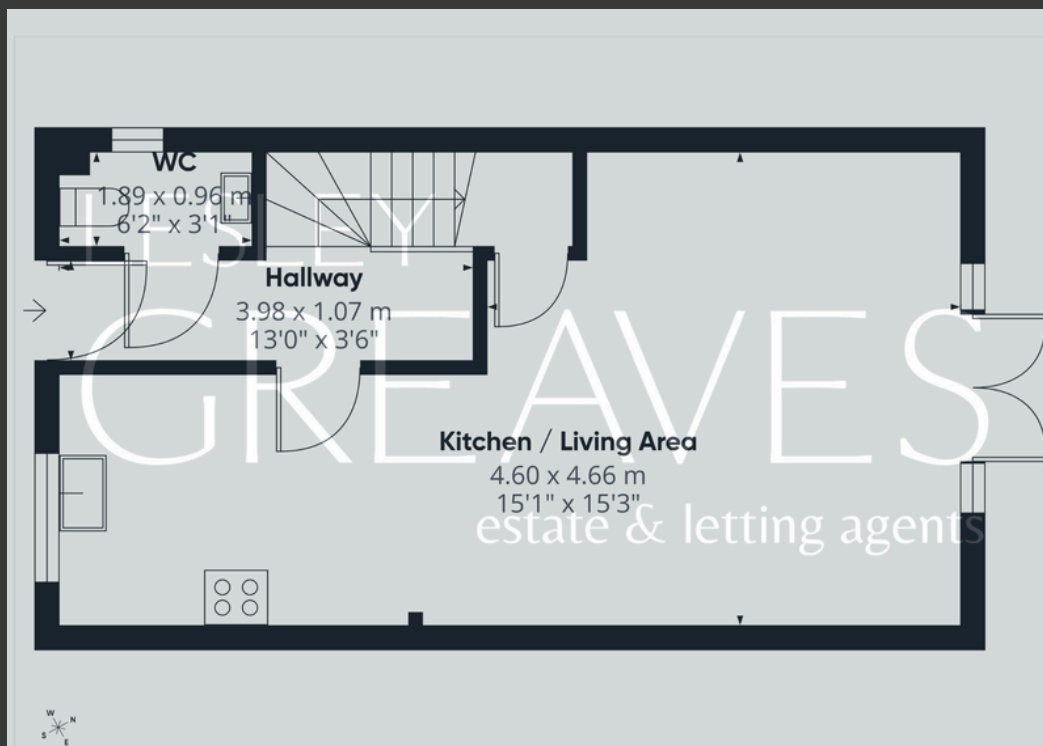 WC
1.89 x 0.96 m
6'2" x 3'1"
LESLEY
Hallway
3.98 x 1.07 m
13'0" x 3'6"
GREAVES
Kitchen / Living Area
4.60 x 4.66 m
15'1" x 15'3"
estate & letting agents
W
N
S
E